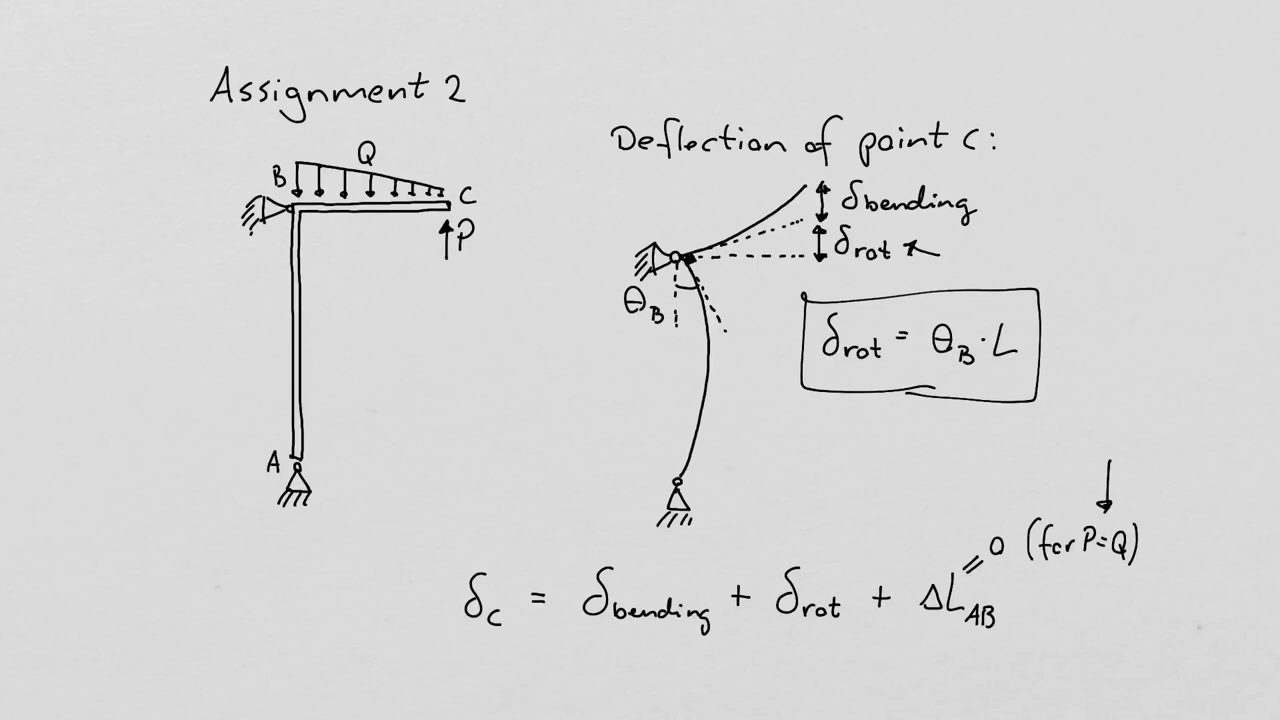 Assignment 2
Q
B
C
P
A
Deflection of point C:
δbending
δrot
θB
δrot = θB · L
δC = δbending + δrot + ΔLAB = 0 (for P=Q)